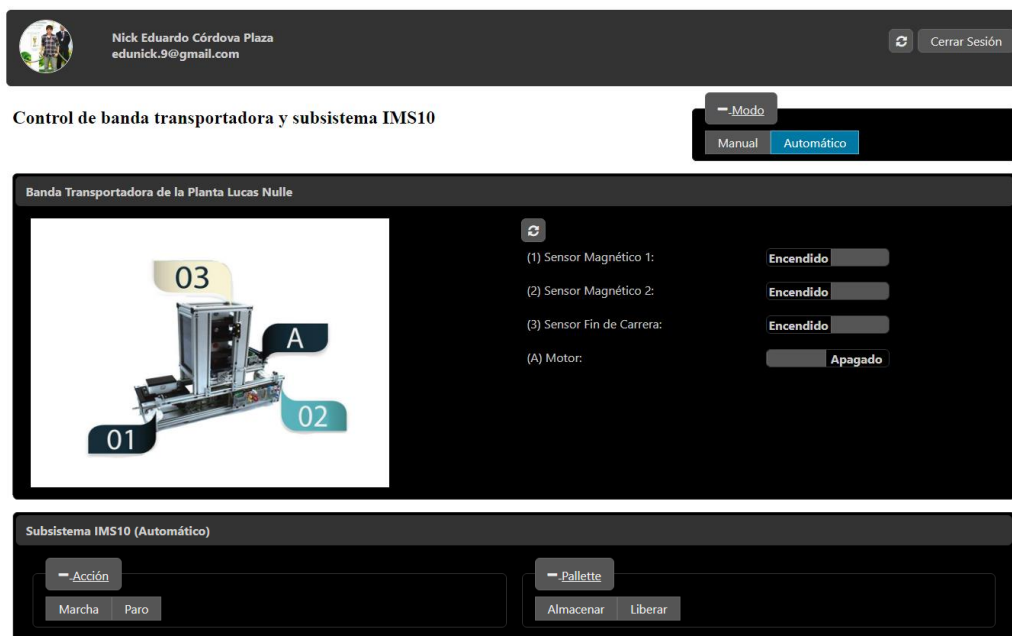 Nick Eduardo Córdova Plaza
edunick.9@gmail.com
Cerrar Sesión
Control de banda transportadora y subsistema IMS10
Modo
Manual Automático
Banda Transportadora de la Planta Lucas Nulle
03
A
02
01
(1) Sensor Magnético 1: Encendido
(2) Sensor Magnético 2: Encendido
(3) Sensor Fin de Carrera: Encendido
(A) Motor: Apagado
Subsistema IMS10 (Automático)
Acción
Marcha Paro
Pallette
Almacenar Liberar